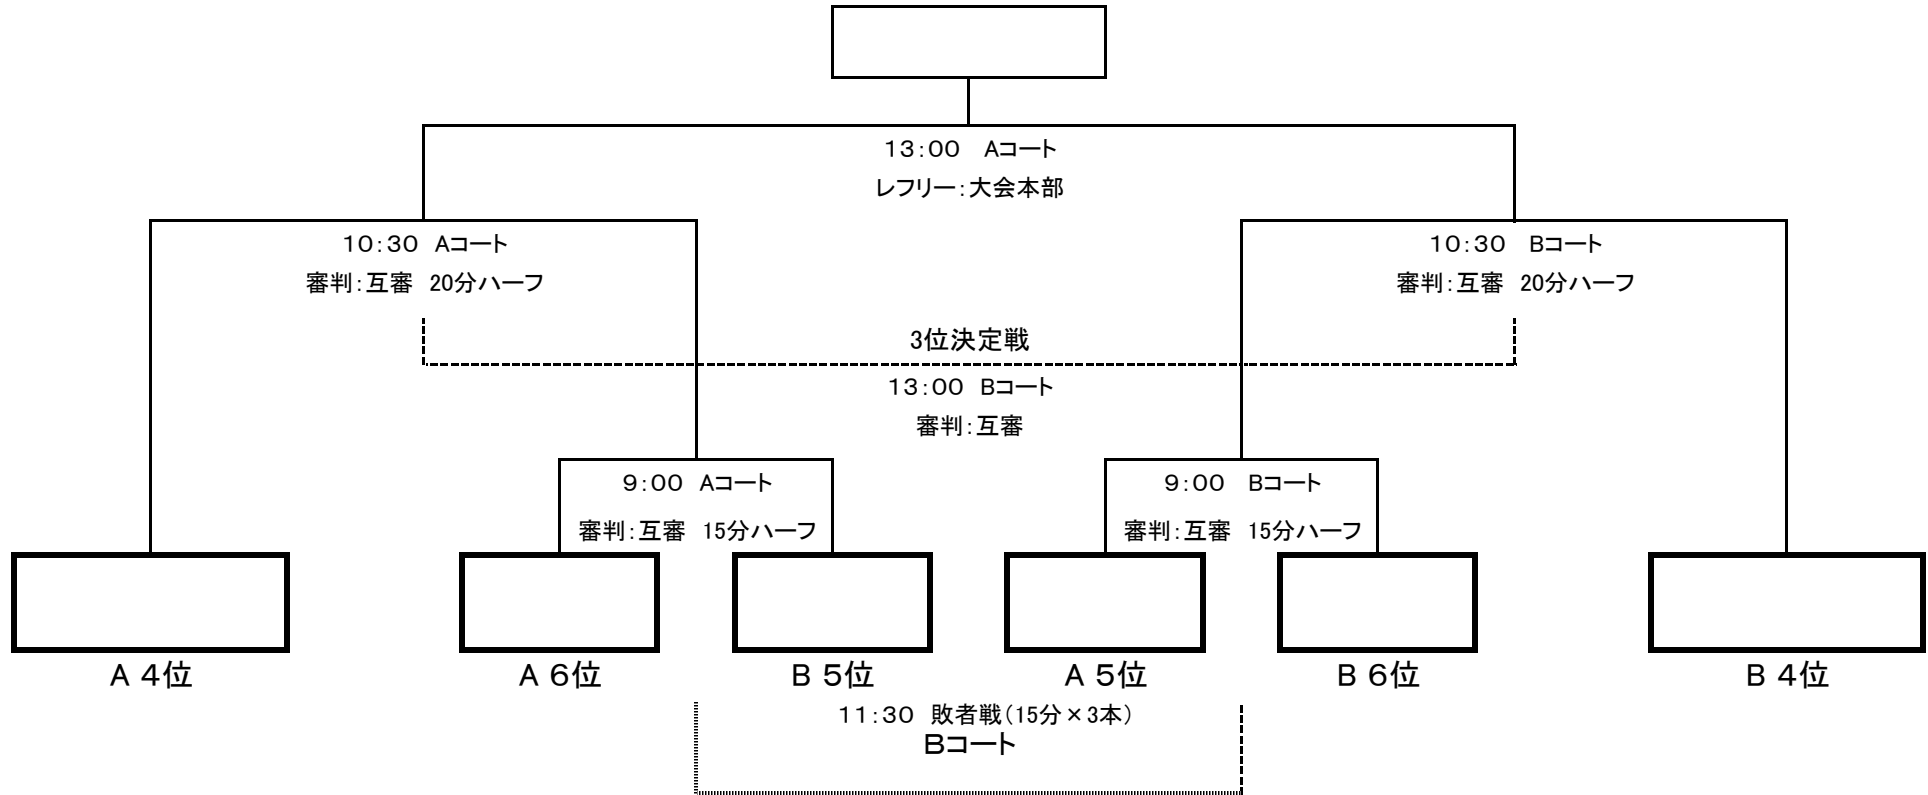 13:00　Aコート
レフリー：大会本部
10:30　Aコート
審判：互審　20分ハーフ
10:30　Bコート
審判：互審　20分ハーフ
3位決定戦
13:00　Bコート
審判：互審
9:00　Aコート
審判：互審　15分ハーフ
9:00　Bコート
審判：互審　15分ハーフ
A 4位
A 6位
B 5位
A 5位
B 6位
B 4位
11:30　敗者戦（15分×3本）
Bコート